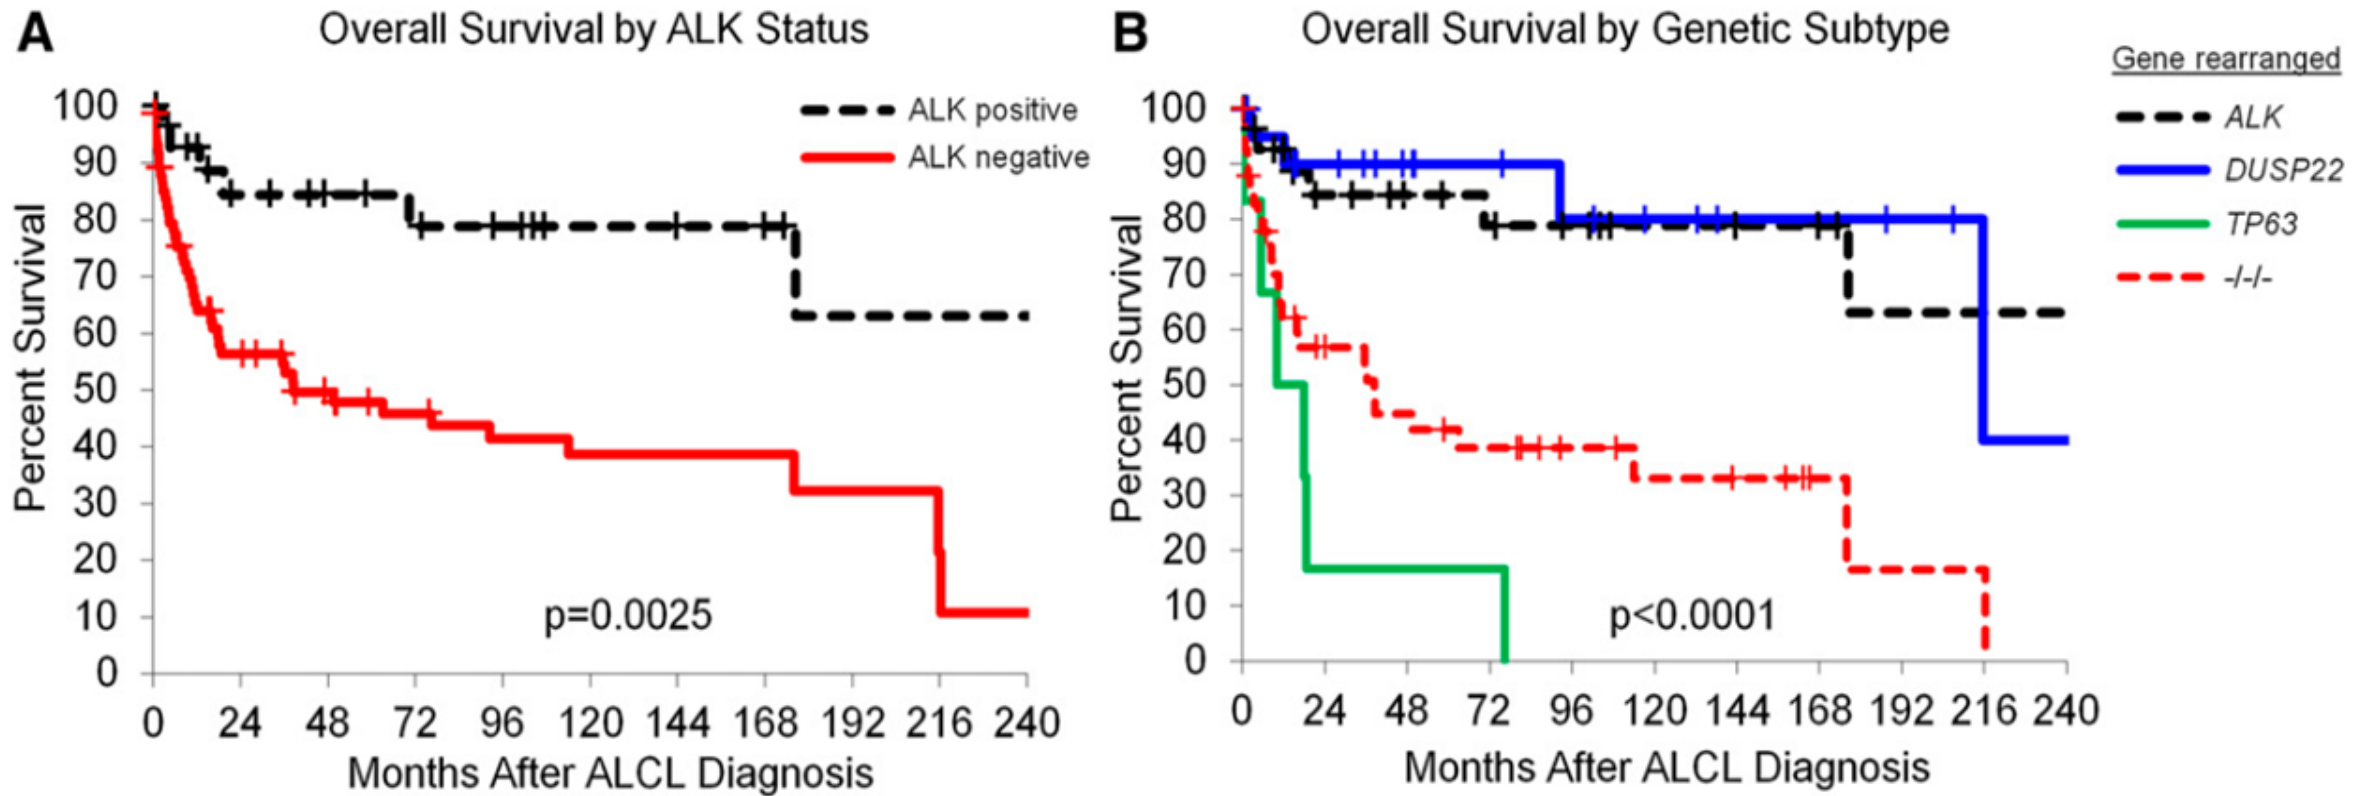 A
Overall Survival by ALK Status
ALK positive
ALK negative
Percent Survival
100
90
80
70
60
50
40
30
20
10
0
p=0.0025
0 24 48 72 96 120 144 168 192 216 240
Months After ALCL Diagnosis
B
Overall Survival by Genetic Subtype
Gene rearranged
ALK
DUSP22
TP63
-/-/-
Percent Survival
100
90
80
70
60
50
40
30
20
10
0
p<0.0001
0 24 48 72 96 120 144 168 192 216 240
Months After ALCL Diagnosis